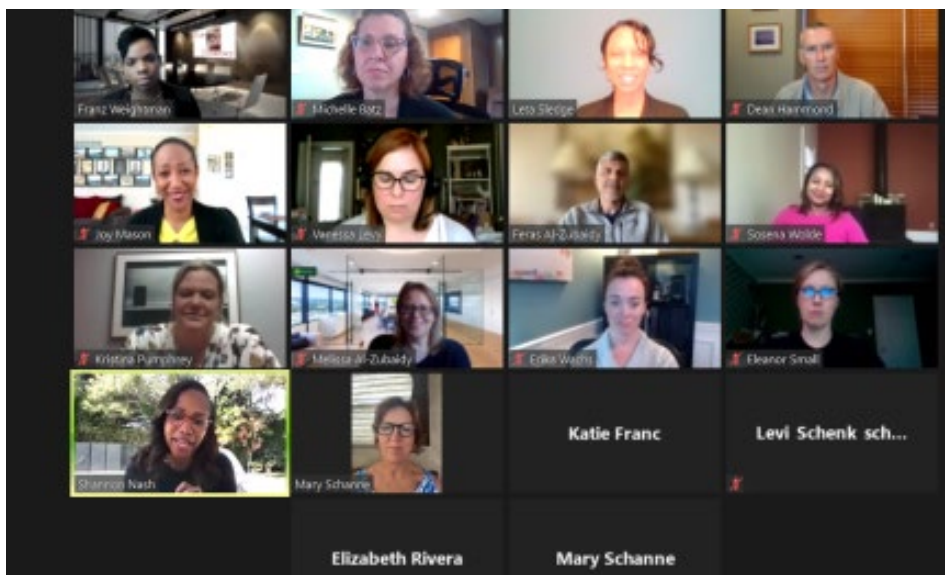 Franz Weightman
Michelle Batz
Leta Sledge
Dean Hammond
Joy Mason
Vanessa Levy
Feras Al-Zubaidy
Sosena Wolde
Kristina Pumphrey
Melissa Al-Zubaidy
Erika Wachs
Eleanor Small
Shannon Nash
Mary Schanne
Katie Franc
Levi Schenk sch...
Elizabeth Rivera
Mary Schanne